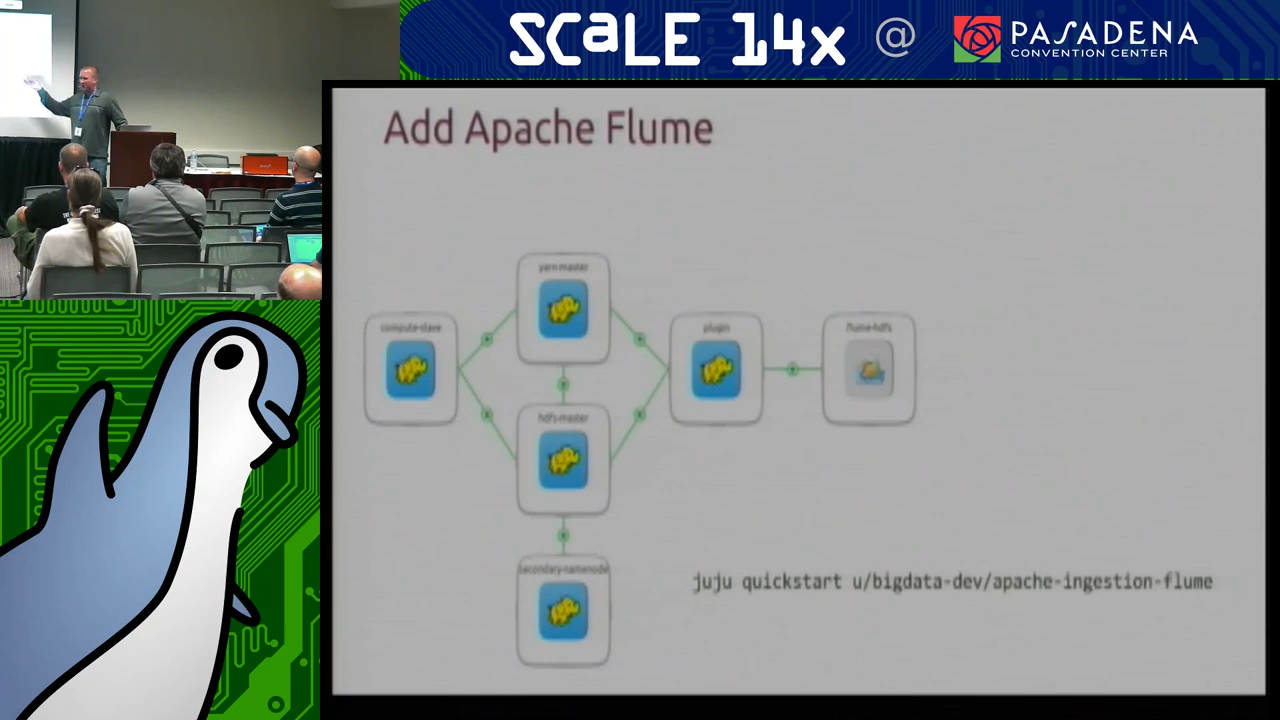 SCALE 14x @ PASADENA
CONVENTION CENTER
Add Apache Flume
yarn-master
compute-slave
plugin
flume-hdfs
hdfs-master
secondary-namenode
juju quickstart u/bigdata-dev/apache-ingestion-flume